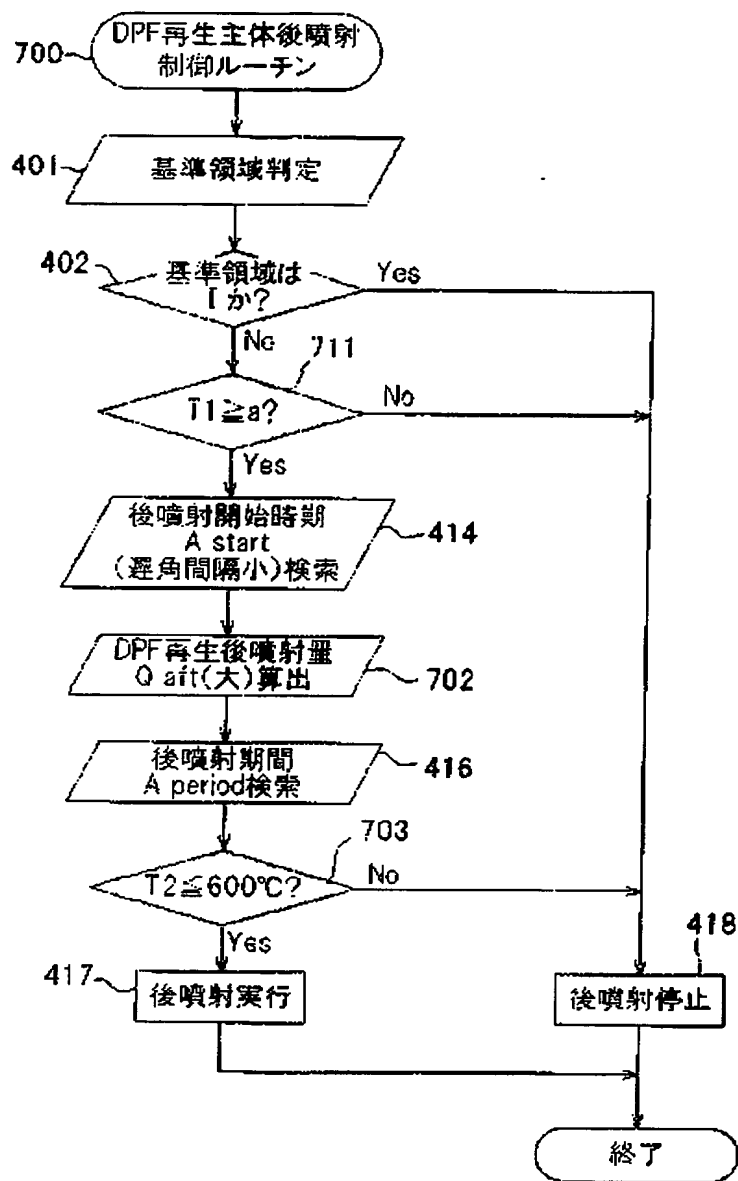 DPF再生主体後噴射
制御ルーチン
700
基準領域判定
401
402
基準領域は
Iか?
Yes
No
711
T1≧a?
No
Yes
後噴射開始時期
A start
(遅角間隔小)検索
414
DPF再生後噴射量
Q aft(大)算出
702
後噴射期間
A period検索
416
703
T2≦600℃?
No
Yes
417
後噴射実行
418
後噴射停止
終了